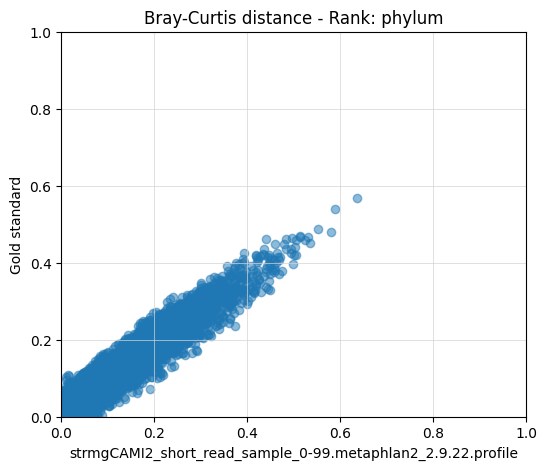 Bray-Curtis distance - Rank: phylum
Gold standard
1.0
0.8
0.6
0.4
0.2
0.0
0.0 0.2 0.4 0.6 0.8 1.0
strmgCAMI2_short_read_sample_0-99.metaphlan2_2.9.22.profile